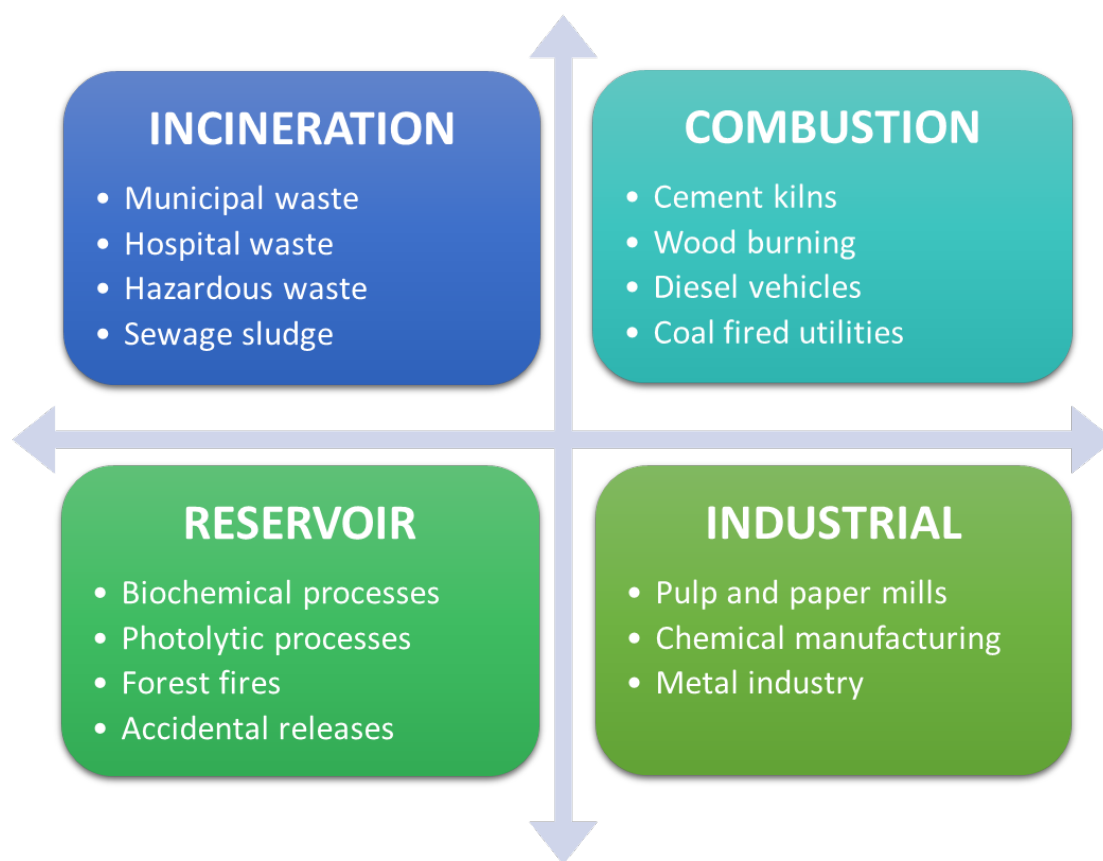 INCINERATION
• Municipal waste
• Hospital waste
• Hazardous waste
• Sewage sludge
COMBUSTION
• Cement kilns
• Wood burning
• Diesel vehicles
• Coal fired utilities
RESERVOIR
• Biochemical processes
• Photolytic processes
• Forest fires
• Accidental releases
INDUSTRIAL
• Pulp and paper mills
• Chemical manufacturing
• Metal industry